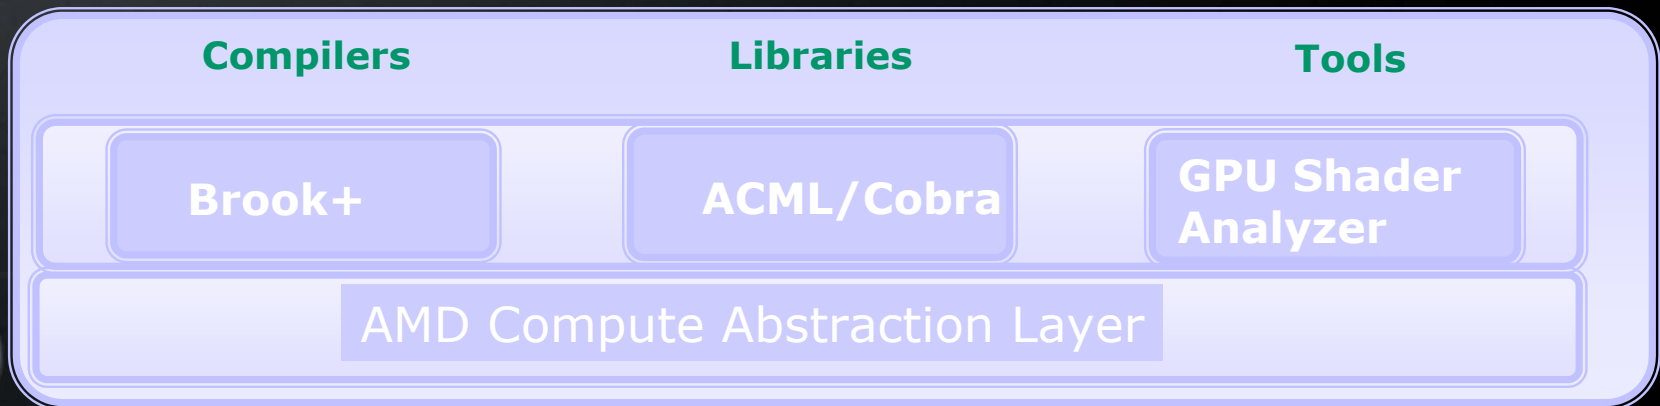 Compilers
Libraries
Tools
Brook+
ACML/Cobra
GPU Shader
Analyzer
AMD Compute Abstraction Layer